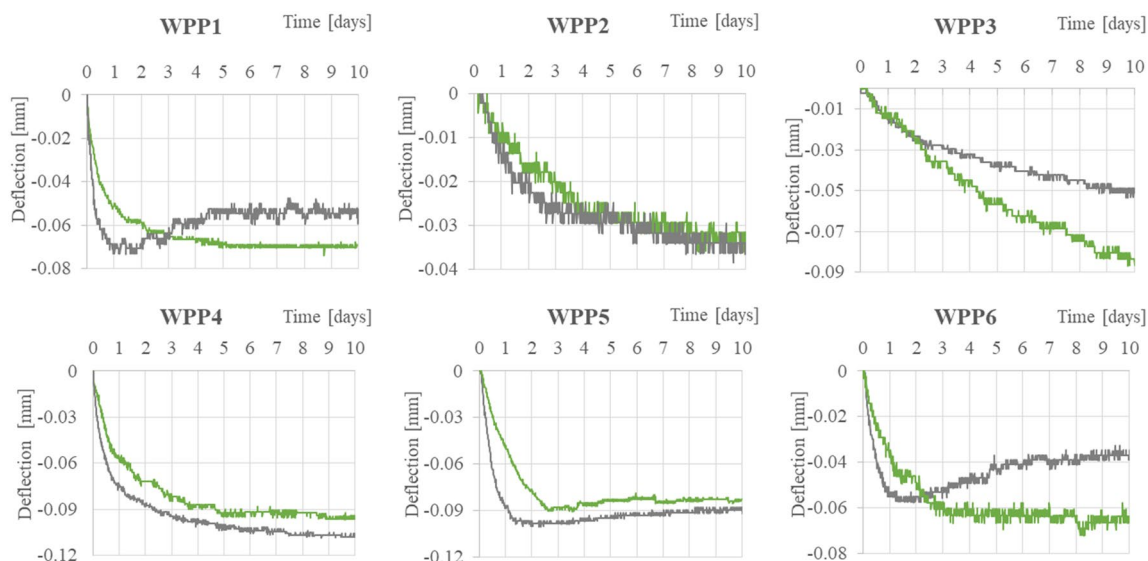 WPP1 Time [days]
0 1 2 3 4 5 6 7 8 9 10
Deflection [mm]
0
-0.02
-0.04
-0.06
-0.08
WPP2 Time [days]
0 1 2 3 4 5 6 7 8 9 10
Deflection [mm]
0
-0.01
-0.02
-0.03
-0.04
WPP3 Time [days]
0 1 2 3 4 5 6 7 8 9 10
Deflection [mm]
-0.01
-0.03
-0.05
-0.07
-0.09
WPP4 Time [days]
0 1 2 3 4 5 6 7 8 9 10
Deflection [mm]
0
-0.03
-0.06
-0.09
-0.12
WPP5 Time [days]
0 1 2 3 4 5 6 7 8 9 10
Deflection [mm]
0
-0.03
-0.06
-0.09
-0.12
WPP6 Time [days]
0 1 2 3 4 5 6 7 8 9 10
Deflection [mm]
0
-0.02
-0.04
-0.06
-0.08